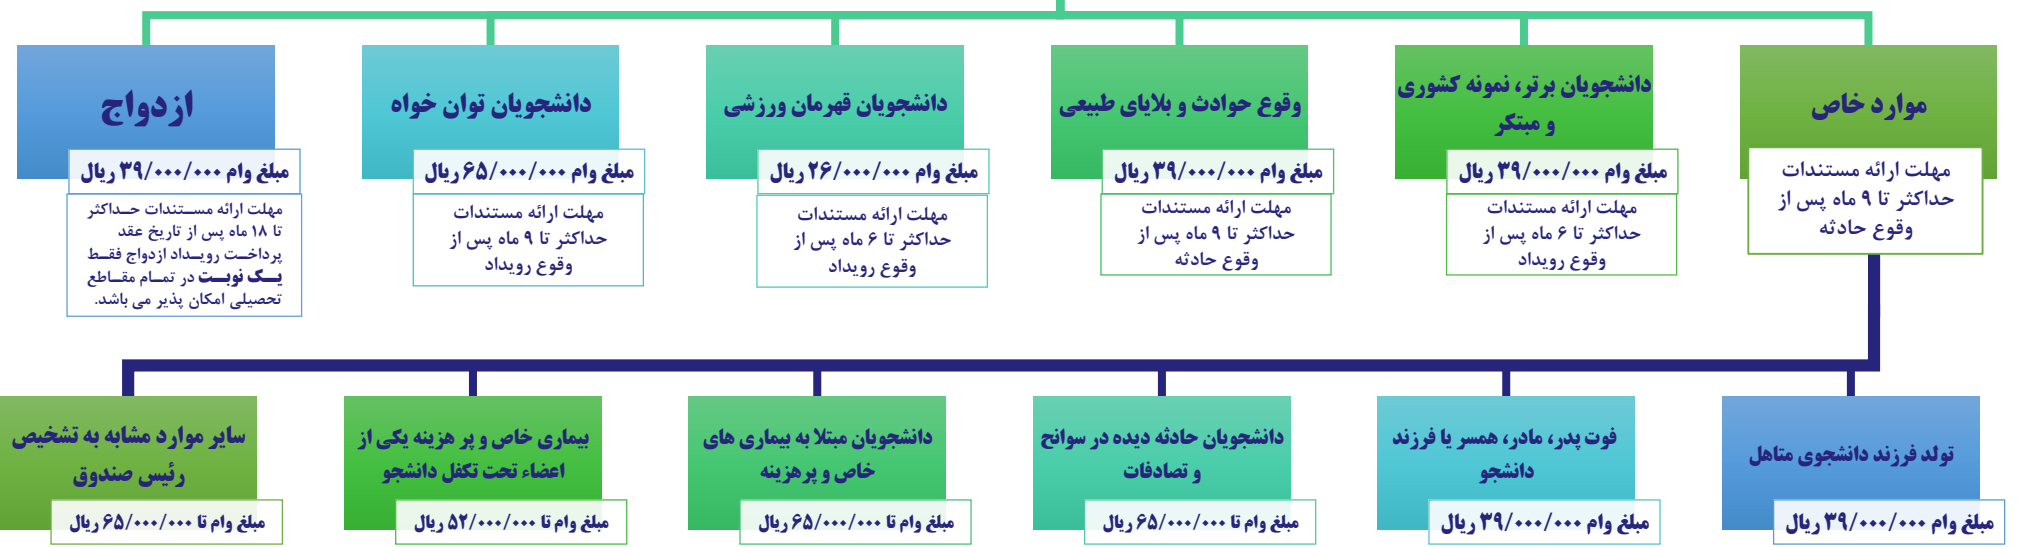 موارد خاص
مهلت ارائه مستندات
حداکثر تا ۹ ماه پس از
وقوع حادثه
دانشجویان برتر، نمونه کشوری
و مبتکر
مبلغ وام ۳۹/۰۰۰/۰۰۰ ریال
مهلت ارائه مستندات
حداکثر تا ۶ ماه پس از
وقوع رویداد
وقوع حوادث و بلایای طبیعی
مبلغ وام ۳۹/۰۰۰/۰۰۰ ریال
مهلت ارائه مستندات
حداکثر تا ۹ ماه پس از
وقوع حادثه
دانشجویان قهرمان ورزشی
مبلغ وام ۲۶/۰۰۰/۰۰۰ ریال
مهلت ارائه مستندات
حداکثر تا ۶ ماه پس از
وقوع رویداد
دانشجویان توان خواه
مبلغ وام ۶۵/۰۰۰/۰۰۰ ریال
مهلت ارائه مستندات
حداکثر تا ۹ ماه پس از
وقوع رویداد
ازدواج
مبلغ وام ۳۹/۰۰۰/۰۰۰ ریال
مهلت ارائه مستندات حداکثر
تا ۱۸ ماه پس از تاریخ عقد
پرداخت رویداد ازدواج فقط
یک نوبت در تمام مقاطع
تحصیلی امکان پذیر می باشد.
تولد فرزند دانشجوی متاهل
مبلغ وام ۳۹/۰۰۰/۰۰۰ ریال
فوت پدر، مادر، همسر یا فرزند
دانشجو
مبلغ وام ۳۹/۰۰۰/۰۰۰ ریال
دانشجویان حادثه دیده در سوانح
و تصادفات
مبلغ وام تا ۶۵/۰۰۰/۰۰۰ ریال
دانشجویان مبتلا به بیماری های
خاص و پرهزینه
مبلغ وام تا ۶۵/۰۰۰/۰۰۰ ریال
بیماری خاص و پر هزینه یکی از
اعضاء تحت تکفل دانشجو
مبلغ وام تا ۵۲/۰۰۰/۰۰۰ ریال
سایر موارد مشابه به تشخیص
رئیس صندوق
مبلغ وام تا ۶۵/۰۰۰/۰۰۰ ریال